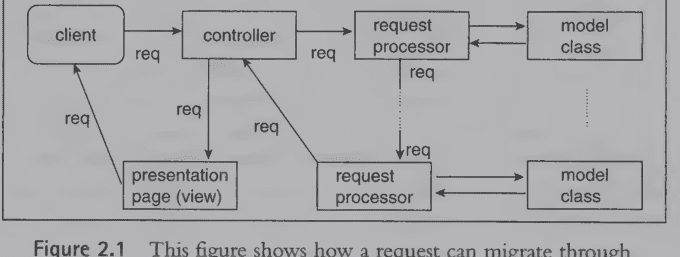 client
req
controller
req
request
processor
req
model
class
req
req
req
req
presentation
page (view)
request
processor
model
class
Figure 2.1 This figure shows how a request can migrate through